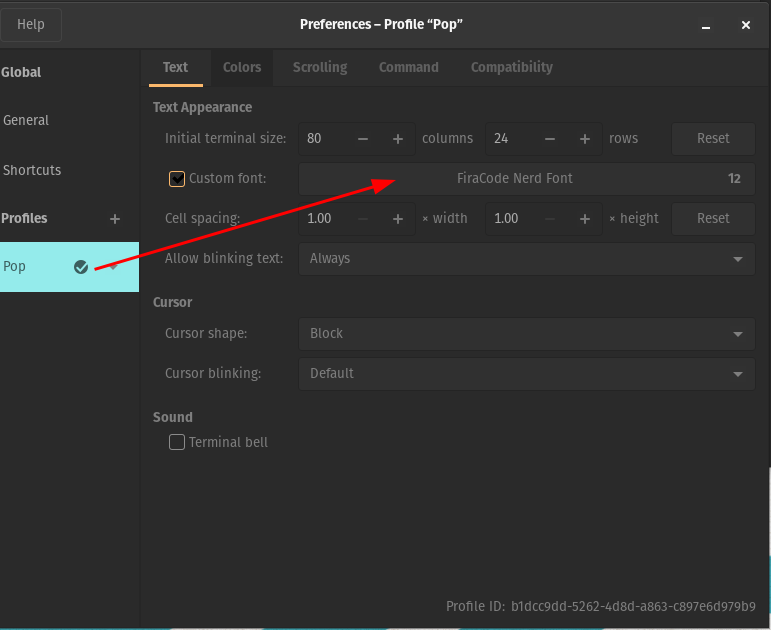 Help
Preferences – Profile “Pop”
Global
General
Shortcuts
Profiles +
Pop
Text Colors Scrolling Command Compatibility
Text Appearance
Initial terminal size: 80 − + columns 24 − + rows Reset
Custom font: FiraCode Nerd Font 12
Cell spacing: 1.00 − + × width 1.00 − + × height Reset
Allow blinking text: Always
Cursor
Cursor shape: Block
Cursor blinking: Default
Sound
Terminal bell
Profile ID: b1dcc9dd-5262-4d8d-a863-c897e6d979b9